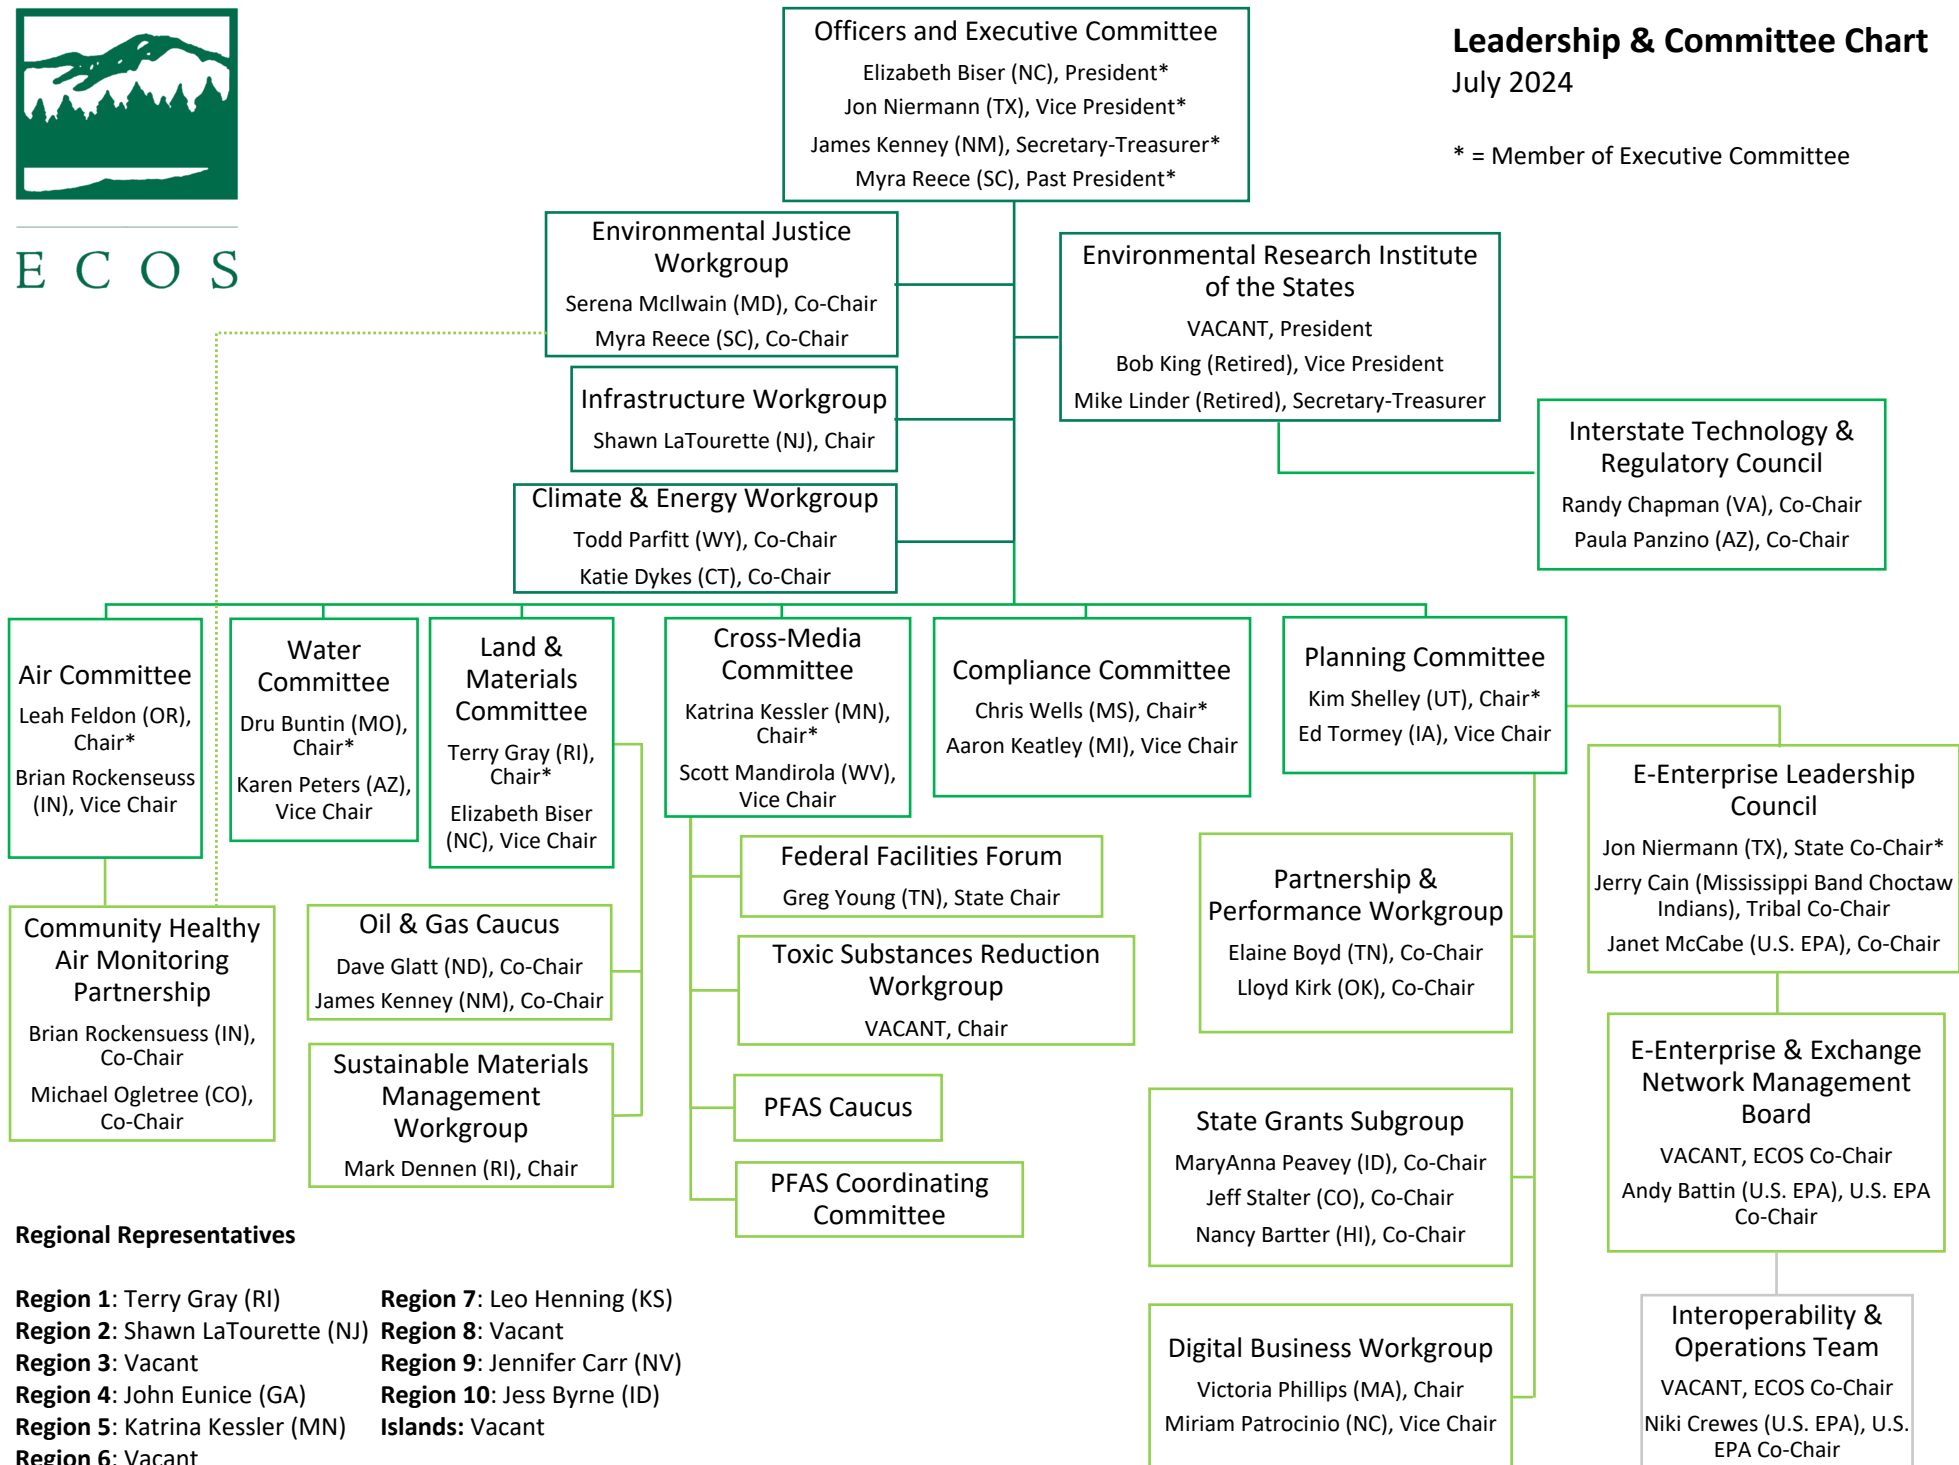 ECOS
Officers and Executive Committee
Elizabeth Biser (NC), President*
Jon Niermann (TX), Vice President*
James Kenney (NM), Secretary-Treasurer*
Myra Reece (SC), Past President*
Leadership & Committee Chart
July 2024
* = Member of Executive Committee
Environmental Justice
Workgroup
Serena McIlwain (MD), Co-Chair
Myra Reece (SC), Co-Chair
Environmental Research Institute
of the States
VACANT, President
Bob King (Retired), Vice President
Mike Linder (Retired), Secretary-Treasurer
Infrastructure Workgroup
Shawn LaTourette (NJ), Chair
Interstate Technology &
Regulatory Council
Randy Chapman (VA), Co-Chair
Paula Panzino (AZ), Co-Chair
Climate & Energy Workgroup
Todd Parfitt (WY), Co-Chair
Katie Dykes (CT), Co-Chair
Air Committee
Leah Feldon (OR),
Chair*
Brian Rockenseuss
(IN), Vice Chair
Water
Committee
Dru Buntin (MO),
Chair*
Karen Peters (AZ),
Vice Chair
Land &
Materials
Committee
Terry Gray (RI),
Chair*
Elizabeth Biser
(NC), Vice Chair
Cross-Media
Committee
Katrina Kessler (MN),
Chair*
Scott Mandirola (WV),
Vice Chair
Compliance Committee
Chris Wells (MS), Chair*
Aaron Keatley (MI), Vice Chair
Planning Committee
Kim Shelley (UT), Chair*
Ed Tormey (IA), Vice Chair
E-Enterprise Leadership
Council
Jon Niermann (TX), State Co-Chair*
Jerry Cain (Mississippi Band Choctaw
Indians), Tribal Co-Chair
Janet McCabe (U.S. EPA), Co-Chair
Community Healthy
Air Monitoring
Partnership
Brian Rockensuess (IN),
Co-Chair
Michael Ogletree (CO),
Co-Chair
Oil & Gas Caucus
Dave Glatt (ND), Co-Chair
James Kenney (NM), Co-Chair
Sustainable Materials
Management
Workgroup
Mark Dennen (RI), Chair
Federal Facilities Forum
Greg Young (TN), State Chair
Toxic Substances Reduction
Workgroup
VACANT, Chair
PFAS Caucus
PFAS Coordinating
Committee
Partnership &
Performance Workgroup
Elaine Boyd (TN), Co-Chair
Lloyd Kirk (OK), Co-Chair
State Grants Subgroup
MaryAnna Peavey (ID), Co-Chair
Jeff Stalter (CO), Co-Chair
Nancy Bartter (HI), Co-Chair
Digital Business Workgroup
Victoria Phillips (MA), Chair
Miriam Patrocinio (NC), Vice Chair
E-Enterprise & Exchange
Network Management
Board
VACANT, ECOS Co-Chair
Andy Battin (U.S. EPA), U.S. EPA
Co-Chair
Interoperability &
Operations Team
VACANT, ECOS Co-Chair
Niki Crewes (U.S. EPA), U.S.
EPA Co-Chair
Regional Representatives
Region 1: Terry Gray (RI)
Region 2: Shawn LaTourette (NJ)
Region 3: Vacant
Region 4: John Eunice (GA)
Region 5: Katrina Kessler (MN)
Region 6: Vacant
Region 7: Leo Henning (KS)
Region 8: Vacant
Region 9: Jennifer Carr (NV)
Region 10: Jess Byrne (ID)
Islands: Vacant